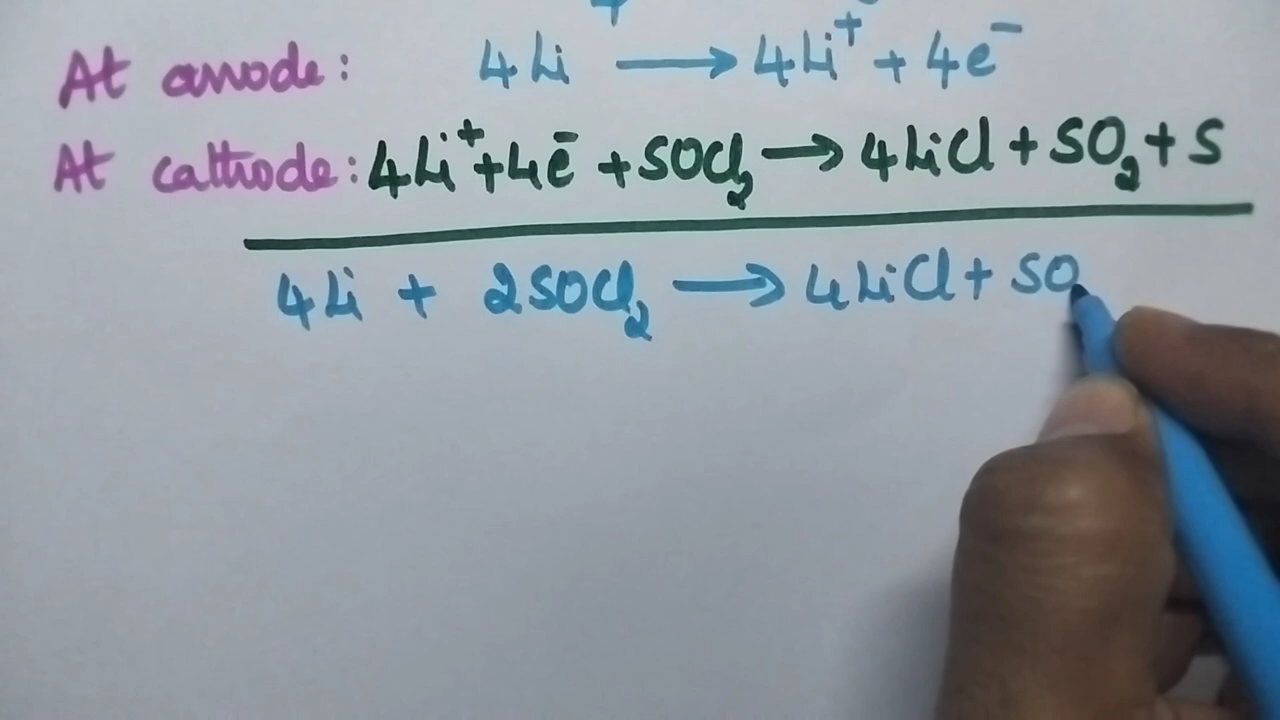 At anode: 4Li ⟶ 4Li⁺ + 4e⁻
At cathode: 4Li⁺ + 4e⁻ + SOCl₂ → 4LiCl + SO₂ + S
4Li + 2SOCl₂ ⟶ 4LiCl + SO